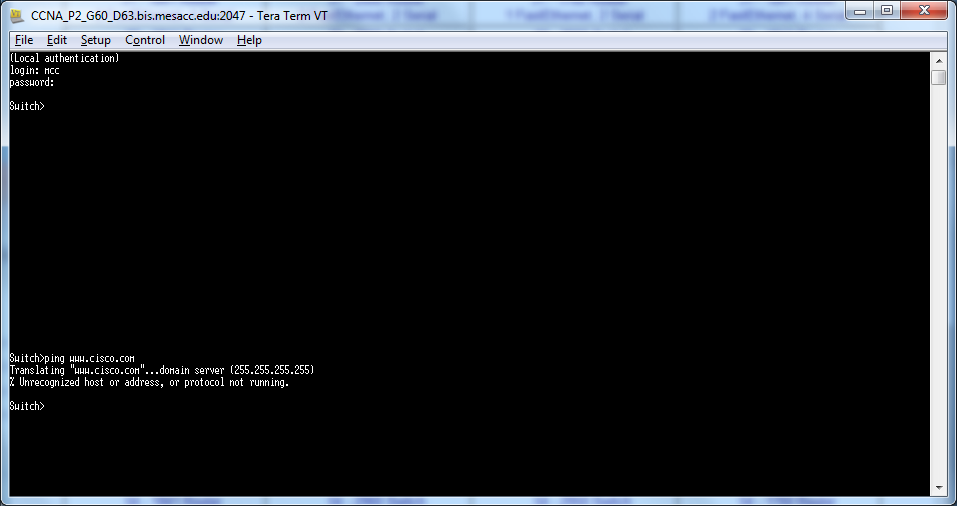 CCNA_P2_G60_D63.bis.mesacc.edu:2047 - Tera Term VT
File Edit Setup Control Window Help
(Local authentication)
login: mcc
password:
Switch>
Switch>ping www.cisco.com
Translating "www.cisco.com"...domain server (255.255.255.255)
% Unrecognized host or address, or protocol not running.
Switch>